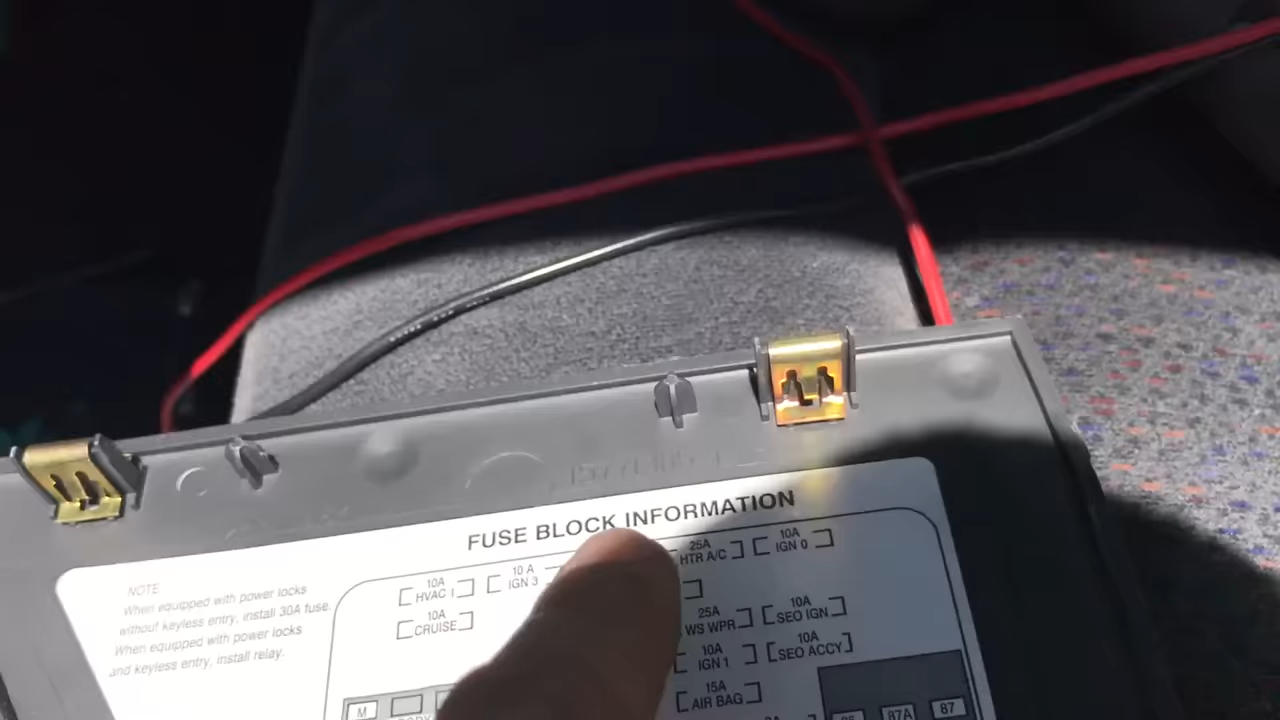 FUSE BLOCK INFORMATION
NOTE
When equipped with power locks
without keyless entry, install 30A fuse.
When equipped with power locks
and keyless entry, install relay.
10A
HVAC 1
10 A
IGN 3
25A
HTR A/C
10A
IGN 0
10A
CRUISE
25A
WS WPR
10A
SEO IGN
10A
IGN 1
10A
SEO ACCY
15A
AIR BAG
M
87A
87